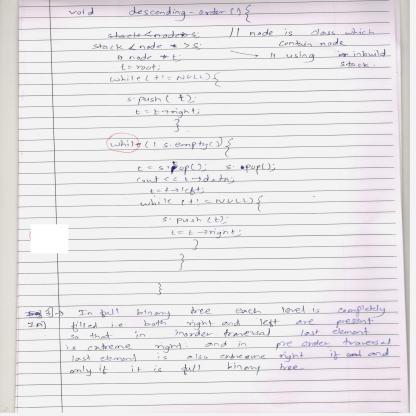 void descending-order() {
stack<node*s; // node is class which
stack < node * > s; contain node
node *t; // using inbuild
t = root; stack.
while (t != NULL) {
s.push (t);
t = t→right;
}
while (! s.empty()) {
t = s.top(); s.pop();
cout << t→data;
t = t→left;
while (t != NULL) {
s.push (t);
t = t→right;
}
}
}
3]→ In full binary tree each level is completely
filled i.e. both right and left are present
so that in inorder traversal last element
is extreme right and in pre order traversal
last element is also extreme right if and
only if it is full binary tree.